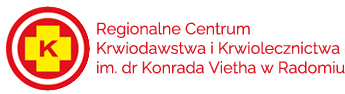 K
Regionalne Centrum
Krwiodawstwa i Krwiolecznictwa
im. dr Konrada Vietha w Radomiu